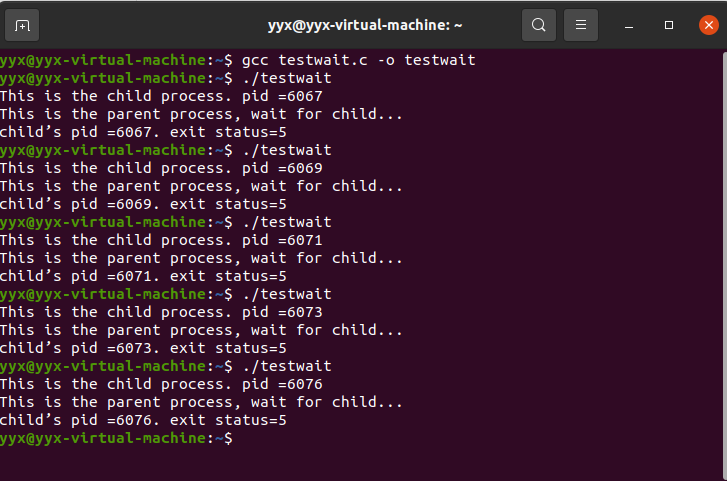 yyx@yyx-virtual-machine: ~
yyx@yyx-virtual-machine:~$ gcc testwait.c -o testwait
yyx@yyx-virtual-machine:~$ ./testwait
This is the child process. pid =6067
This is the parent process, wait for child...
child’s pid =6067. exit status=5
yyx@yyx-virtual-machine:~$ ./testwait
This is the child process. pid =6069
This is the parent process, wait for child...
child’s pid =6069. exit status=5
yyx@yyx-virtual-machine:~$ ./testwait
This is the child process. pid =6071
This is the parent process, wait for child...
child’s pid =6071. exit status=5
yyx@yyx-virtual-machine:~$ ./testwait
This is the child process. pid =6073
This is the parent process, wait for child...
child’s pid =6073. exit status=5
yyx@yyx-virtual-machine:~$ ./testwait
This is the child process. pid =6076
This is the parent process, wait for child...
child’s pid =6076. exit status=5
yyx@yyx-virtual-machine:~$